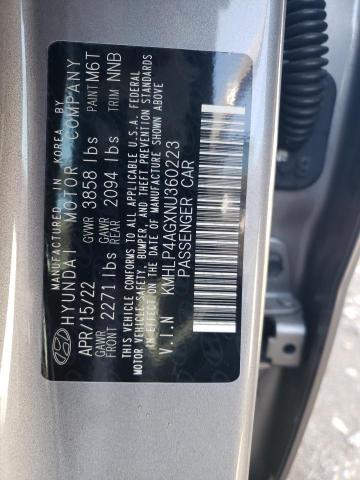 MANUFACTURED IN KOREA BY
HYUNDAI MOTOR COMPANY
APR/15/22 GVWR 3858 lbs PAINT M6T
GAWR FRONT 2271 lbs GAWR REAR 2094 lbs TRIM NNB
THIS VEHICLE CONFORMS TO ALL APPLICABLE U.S.A. FEDERAL
MOTOR VEHICLE SAFETY, BUMPER, AND THEFT PREVENTION STANDARDS
IN EFFECT ON THE DATE OF MANUFACTURE SHOWN ABOVE.
V.I.N KMHLP4AGXNU360223
PASSENGER CAR